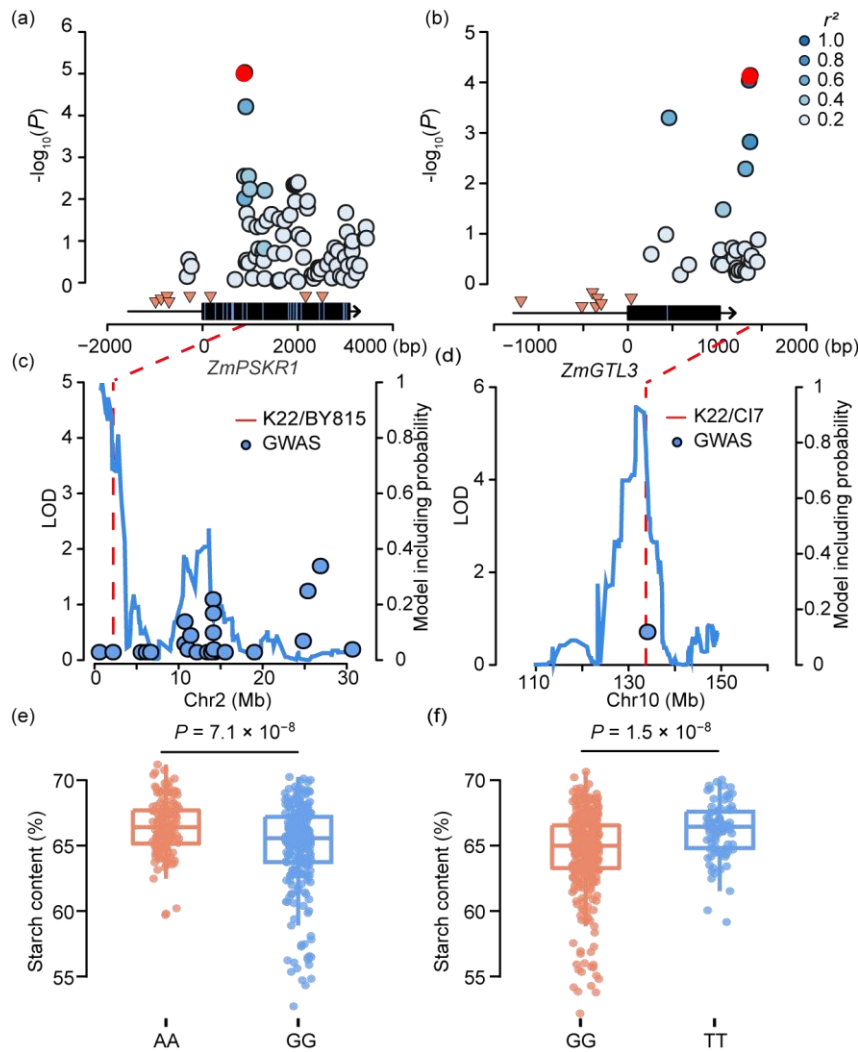 (a)
6
5
4
3
2
1
0
-log10(P)
−2000
0
2000
4000
(bp)
ZmPSKR1
(b)
5
4
3
2
1
0
-log10(P)
r²
1.0
0.8
0.6
0.4
0.2
−1000
0
1000
2000
(bp)
ZmGTL3
(c)
5
4
3
2
1
0
LOD
K22/BY815
GWAS
1
0.8
0.6
0.4
0.2
0
Model including probability
0
10
20
30
Chr2 (Mb)
(d)
6
4
2
0
LOD
K22/CI7
GWAS
1
0.8
0.6
0.4
0.2
0
Model including probability
110
130
150
Chr10 (Mb)
(e)
P = 7.1 × 10⁻⁸
70
65
60
55
Starch content (%)
AA
GG
(f)
P = 1.5 × 10⁻⁸
70
65
60
55
Starch content (%)
GG
TT